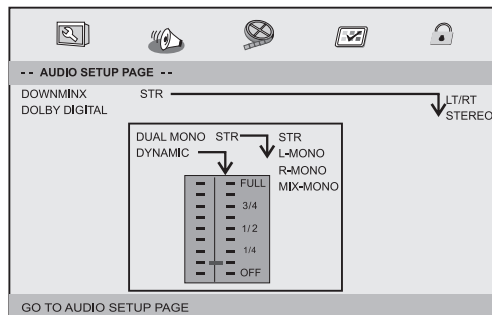 -- AUDIO SETUP PAGE --
DOWNMINX STR LT/RT
DOLBY DIGITAL STEREO
DUAL MONO STR STR
DYNAMIC L-MONO
R-MONO
MIX-MONO
FULL
3/4
1/2
1/4
OFF
GO TO AUDIO SETUP PAGE